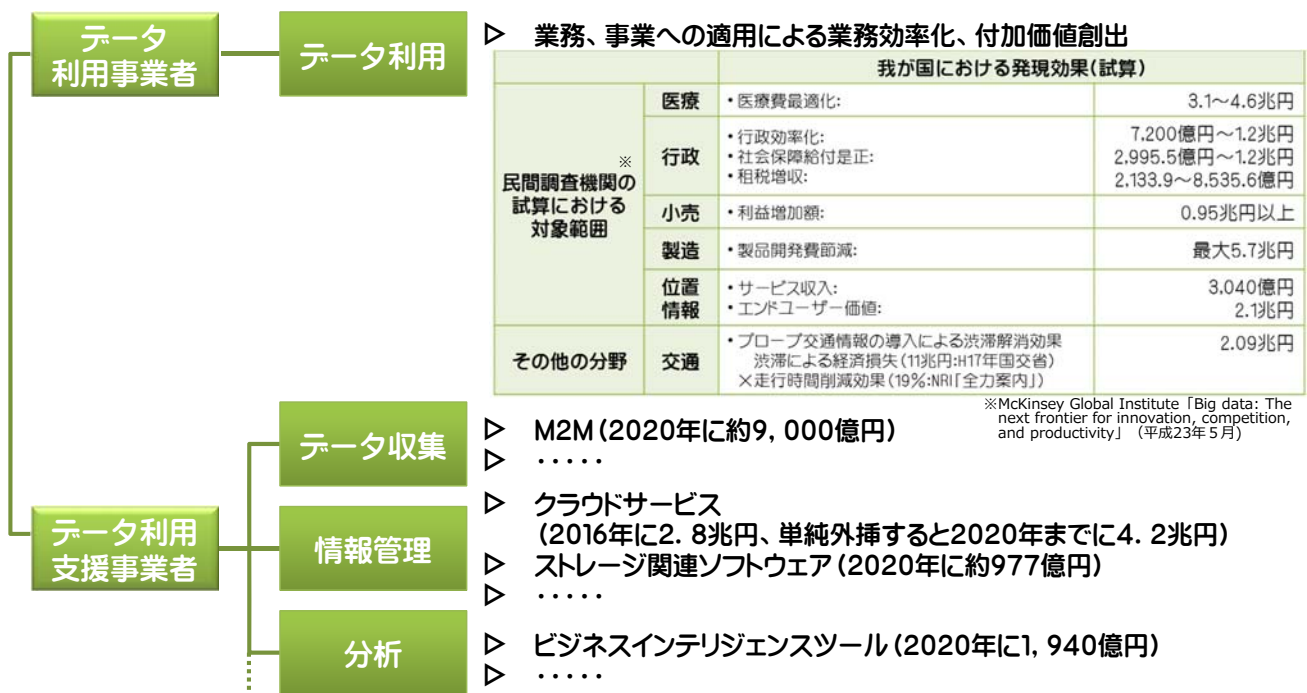 データ
利用事業者
データ利用
▷ 業務、事業への適用による業務効率化、付加価値創出
我が国における発現効果(試算)
民間調査機関の※
試算における
対象範囲
医療
・医療費最適化:
3.1～4.6兆円
行政
・行政効率化:
7,200億円～1.2兆円
・社会保障給付是正:
2,995.5億円～1.2兆円
・租税増収:
2,133.9～8,535.6億円
小売
・利益増加額:
0.95兆円以上
製造
・製品開発費節減:
最大5.7兆円
位置
情報
・サービス収入:
3,040億円
・エンドユーザー価値:
2.1兆円
その他の分野
交通
・プローブ交通情報の導入による渋滞解消効果
2.09兆円
渋滞による経済損失(11兆円:H17年国交省)
×走行時間削減効果(19%:NRI「全力案内」)
※McKinsey Global Institute「Big data: The
next frontier for innovation, competition,
and productivity」（平成23年５月)
データ収集
▷ M2M(2020年に約9，000億円)
▷ ・・・・・
データ利用
支援事業者
情報管理
▷ クラウドサービス
(2016年に2．8兆円、単純外挿すると2020年までに4．2兆円)
▷ ストレージ関連ソフトウェア(2020年に約977億円)
▷ ・・・・・
分析
▷ ビジネスインテリジェンスツール(2020年に1，940億円)
▷ ・・・・・